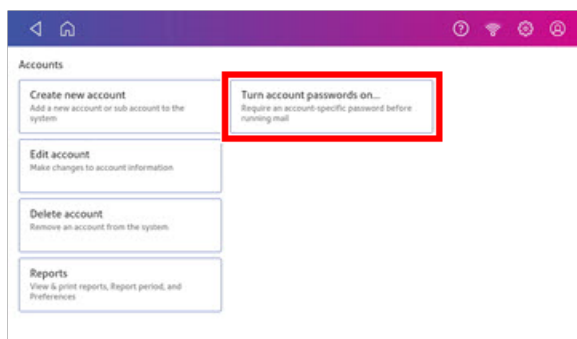 Accounts
Create new account
Add a new account or sub account to the
system
Turn account passwords on...
Require an account-specific password before
running mail
Edit account
Make changes to account information
Delete account
Remove an account from the system
Reports
View & print reports, Report period, and
Preferences